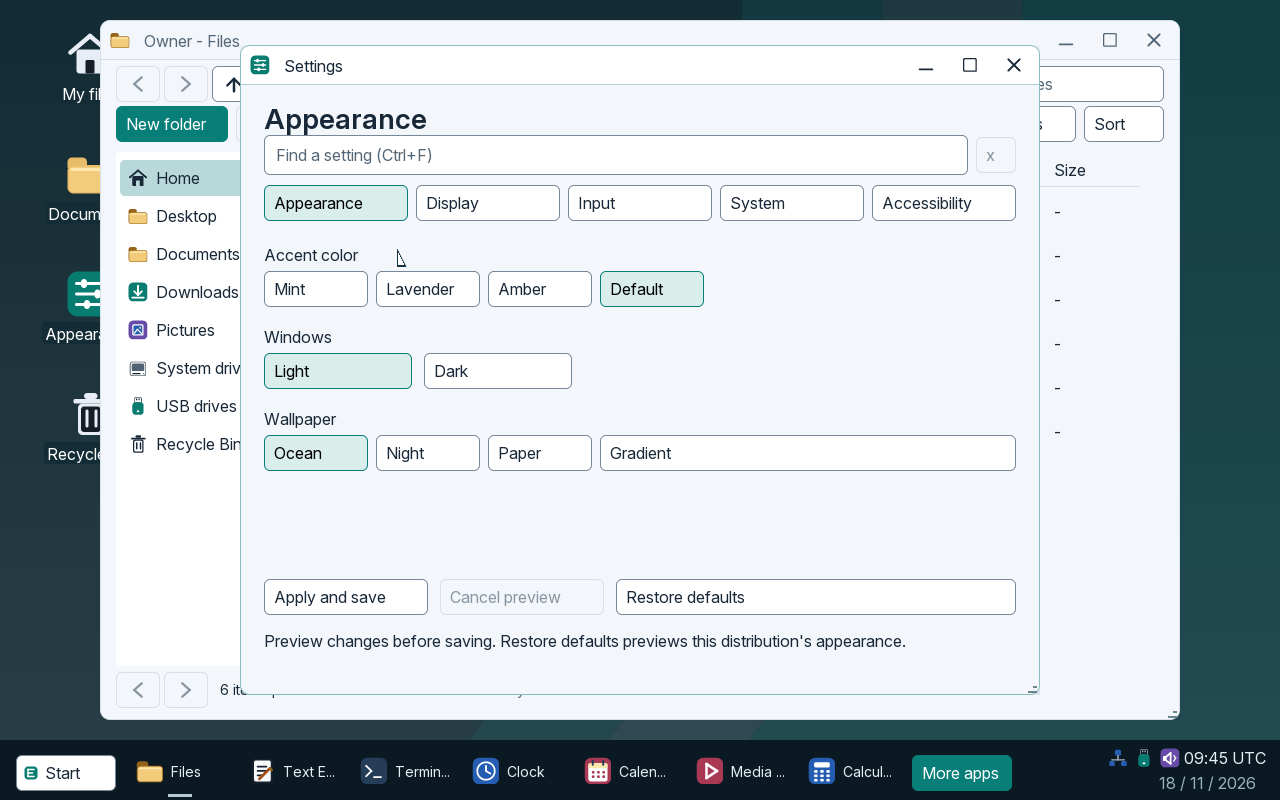 Owner - Files
Settings
My fil
Appearance
Find a setting (Ctrl+F)
x
New folder
Sort
Appearance
Display
Input
System
Accessibility
Home
Size
Desktop
Documents
Downloads
Pictures
System driv
USB drives
Recycle Bin
-
-
-
-
-
-
Docum
Appeara
Recycle
Accent color
Mint
Lavender
Amber
Default
Windows
Light
Dark
Wallpaper
Ocean
Night
Paper
Gradient
Apply and save
Cancel preview
Restore defaults
Preview changes before saving. Restore defaults previews this distribution's appearance.
6 ite
Start
Files
Text E...
Termin...
Clock
Calen...
Media ...
Calcul...
More apps
09:45 UTC
18 / 11 / 2026